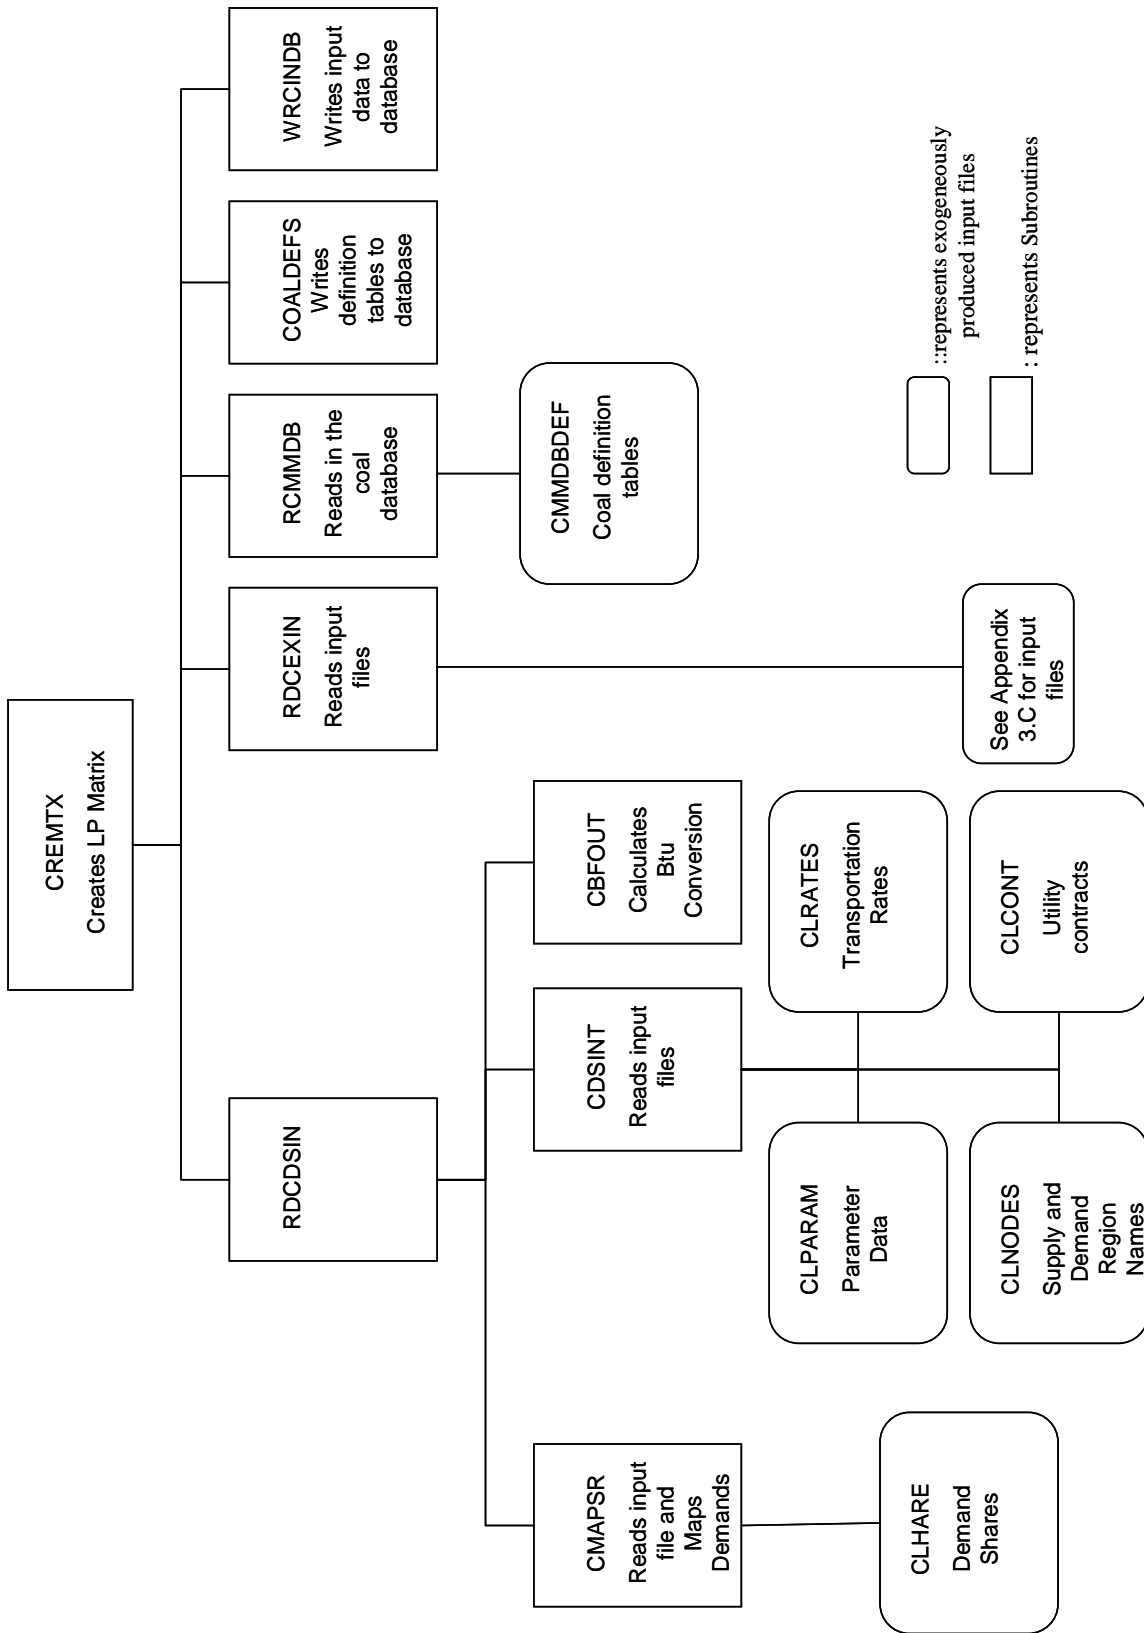 CREMTX
Creates LP Matrix
RDCDSIN
RDCEXIN
Reads input
files
RCMMDB
Reads in the
coal
database
COALDEFS
Writes
definition
tables to
database
WRCINDB
Writes input
data to
database
CMAPSR
Reads input
file and
Maps
Demands
CDSINT
Reads input
files
CBFOUT
Calculates
Btu
Conversion
CMMDBDEF
Coal definition
tables
CLPARAM
Parameter
Data
CLRATES
Transportation
Rates
CLHARE
Demand
Shares
CLNODES
Supply and
Demand
Region
Names
CLCONT
Utility
contracts
See Appendix
3.C for input
files
::represents exogeneously
produced input files
: represents Subroutines